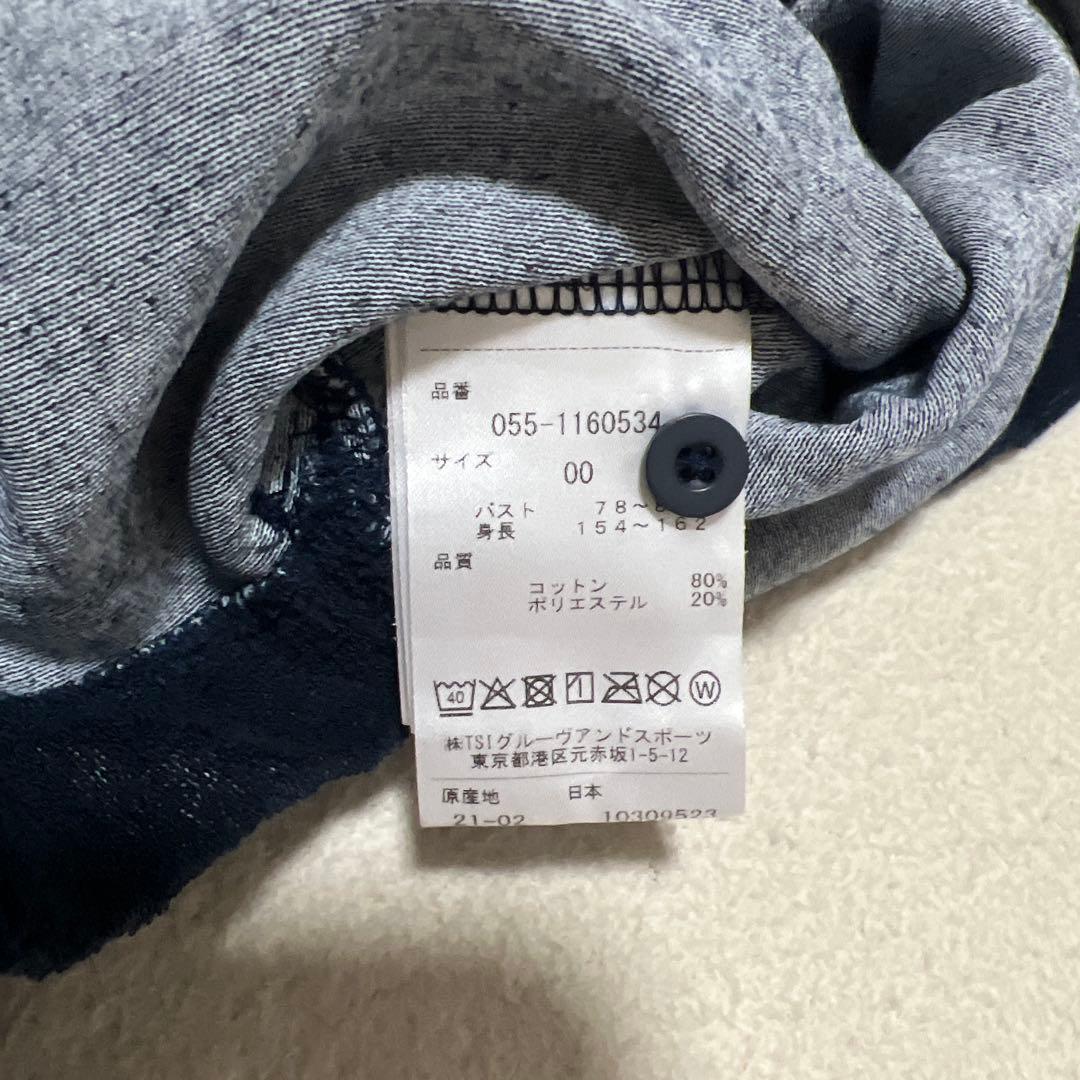 品番
055-1160534
サイズ
00
バスト 78~
身長 154~162
品質
コットン 80%
ポリエステル 20%
40 W
㈱TSIグルーヴアンドスポーツ
東京都港区元赤坂1-5-12
原産地 日本
21-02 10309523